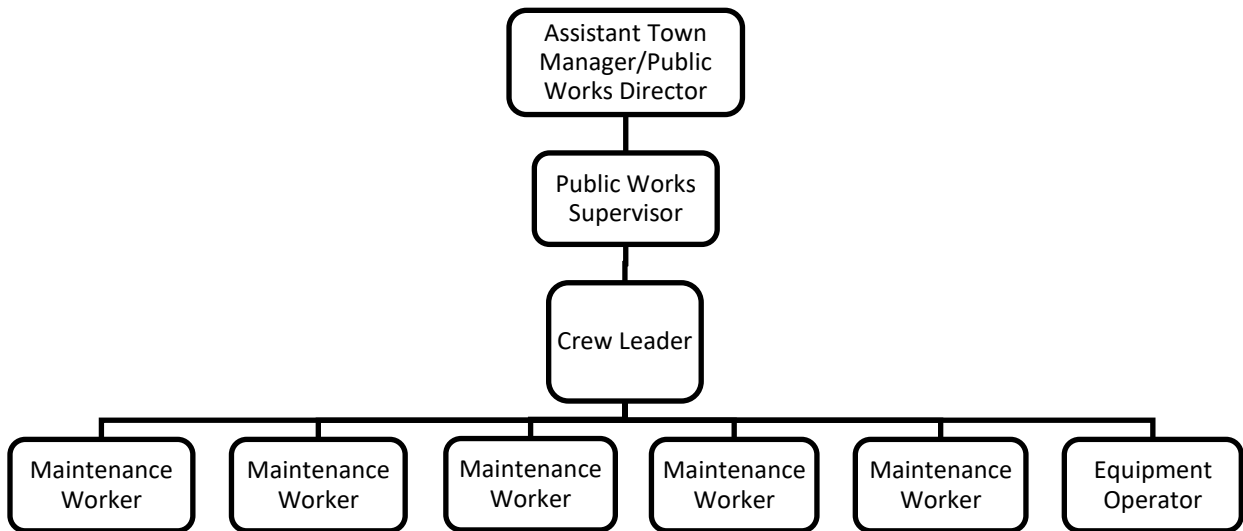 Assistant Town
Manager/Public
Works Director
Public Works
Supervisor
Crew Leader
Maintenance
Worker
Maintenance
Worker
Maintenance
Worker
Maintenance
Worker
Maintenance
Worker
Equipment
Operator